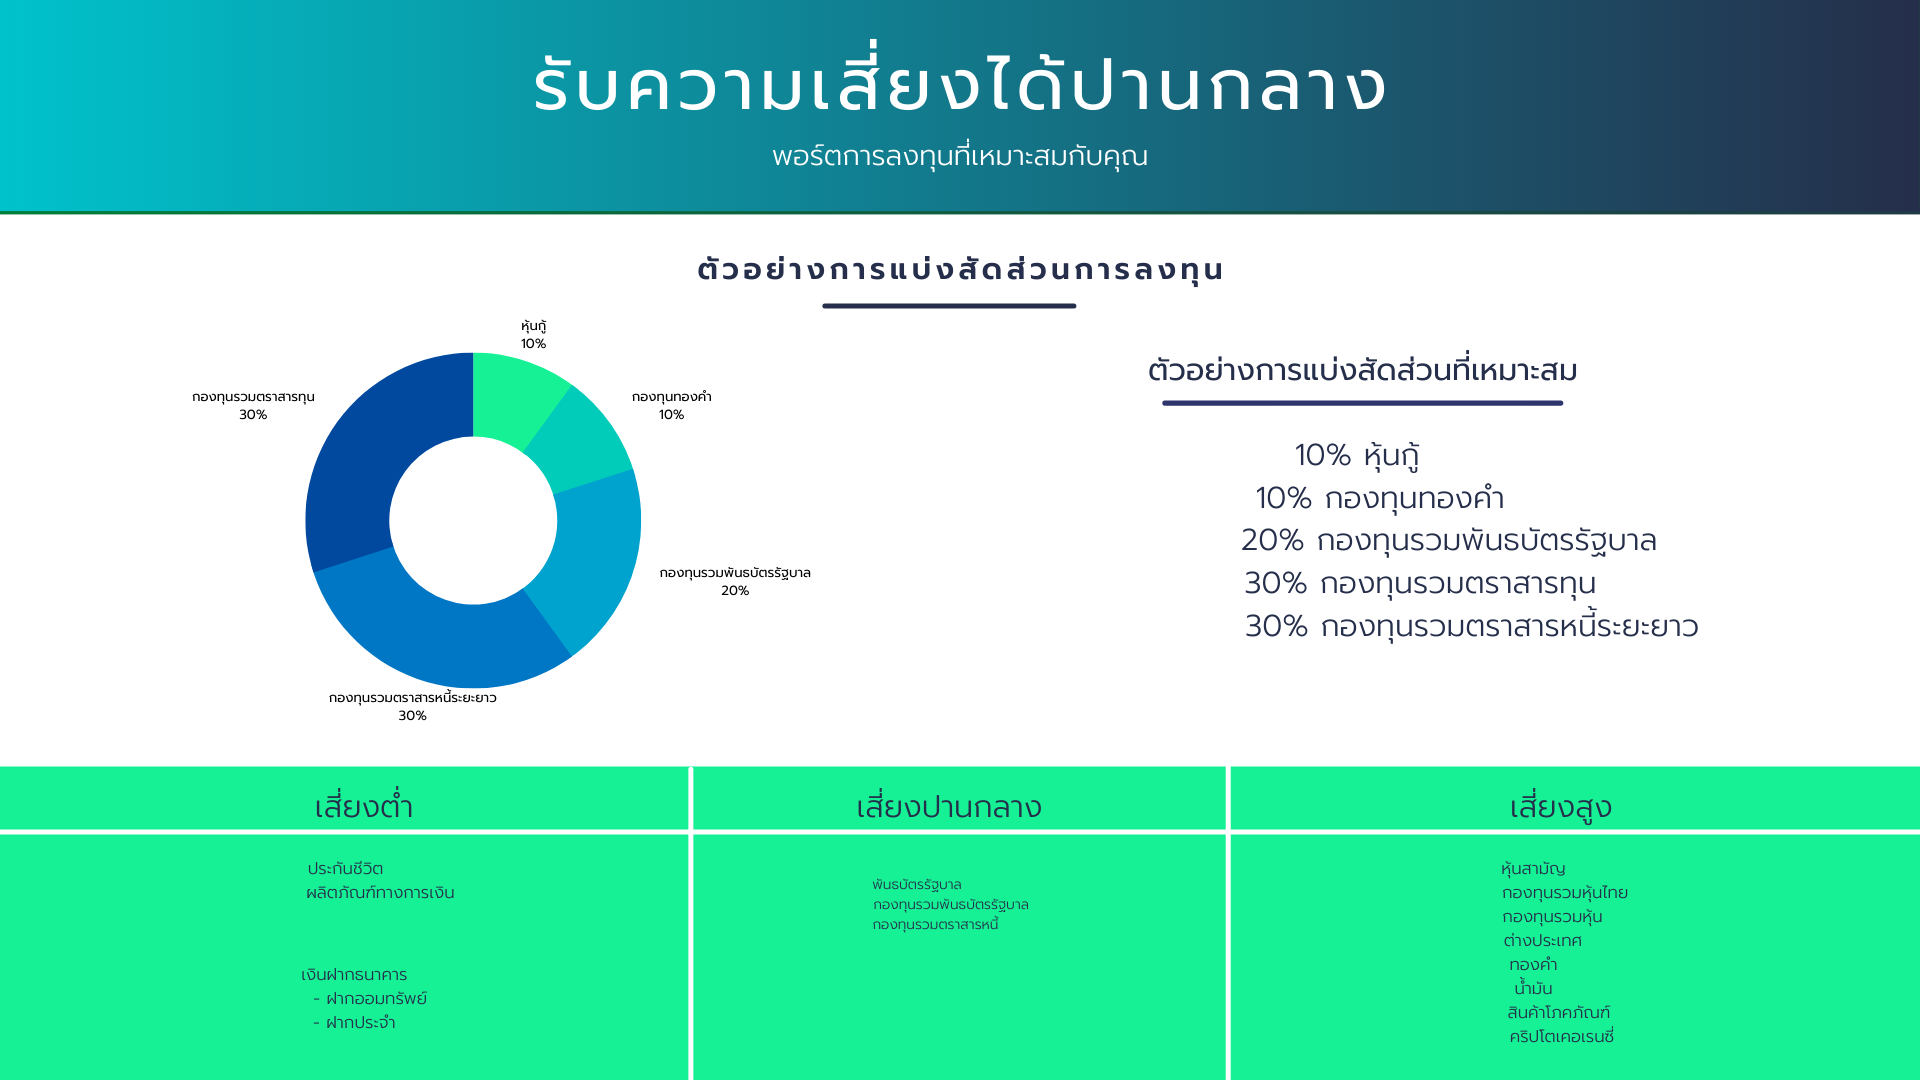 รับความเสี่ยงได้ปานกลาง
พอร์ตการลงทุนที่เหมาะสมกับคุณ
ตัวอย่างการแบ่งสัดส่วนการลงทุน
หุ้นกู้
10%
กองทุนทองคำ
10%
กองทุนรวมพันธบัตรรัฐบาล
20%
กองทุนรวมตราสารหนี้ระยะยาว
30%
กองทุนรวมตราสารทุน
30%
ตัวอย่างการแบ่งสัดส่วนที่เหมาะสม
10% หุ้นกู้
10% กองทุนทองคำ
20% กองทุนรวมพันธบัตรรัฐบาล
30% กองทุนรวมตราสารทุน
30% กองทุนรวมตราสารหนี้ระยะยาว
เสี่ยงต่ำ
ประกันชีวิต
ผลิตภัณฑ์ทางการเงิน
เงินฝากธนาคาร
- ฝากออมทรัพย์
- ฝากประจำ
เสี่ยงปานกลาง
พันธบัตรรัฐบาล
กองทุนรวมพันธบัตรรัฐบาล
กองทุนรวมตราสารหนี้
เสี่ยงสูง
หุ้นสามัญ
กองทุนรวมหุ้นไทย
กองทุนรวมหุ้น
ต่างประเทศ
ทองคำ
น้ำมัน
สินค้าโภคภัณฑ์
คริปโตเคอเรนซี่